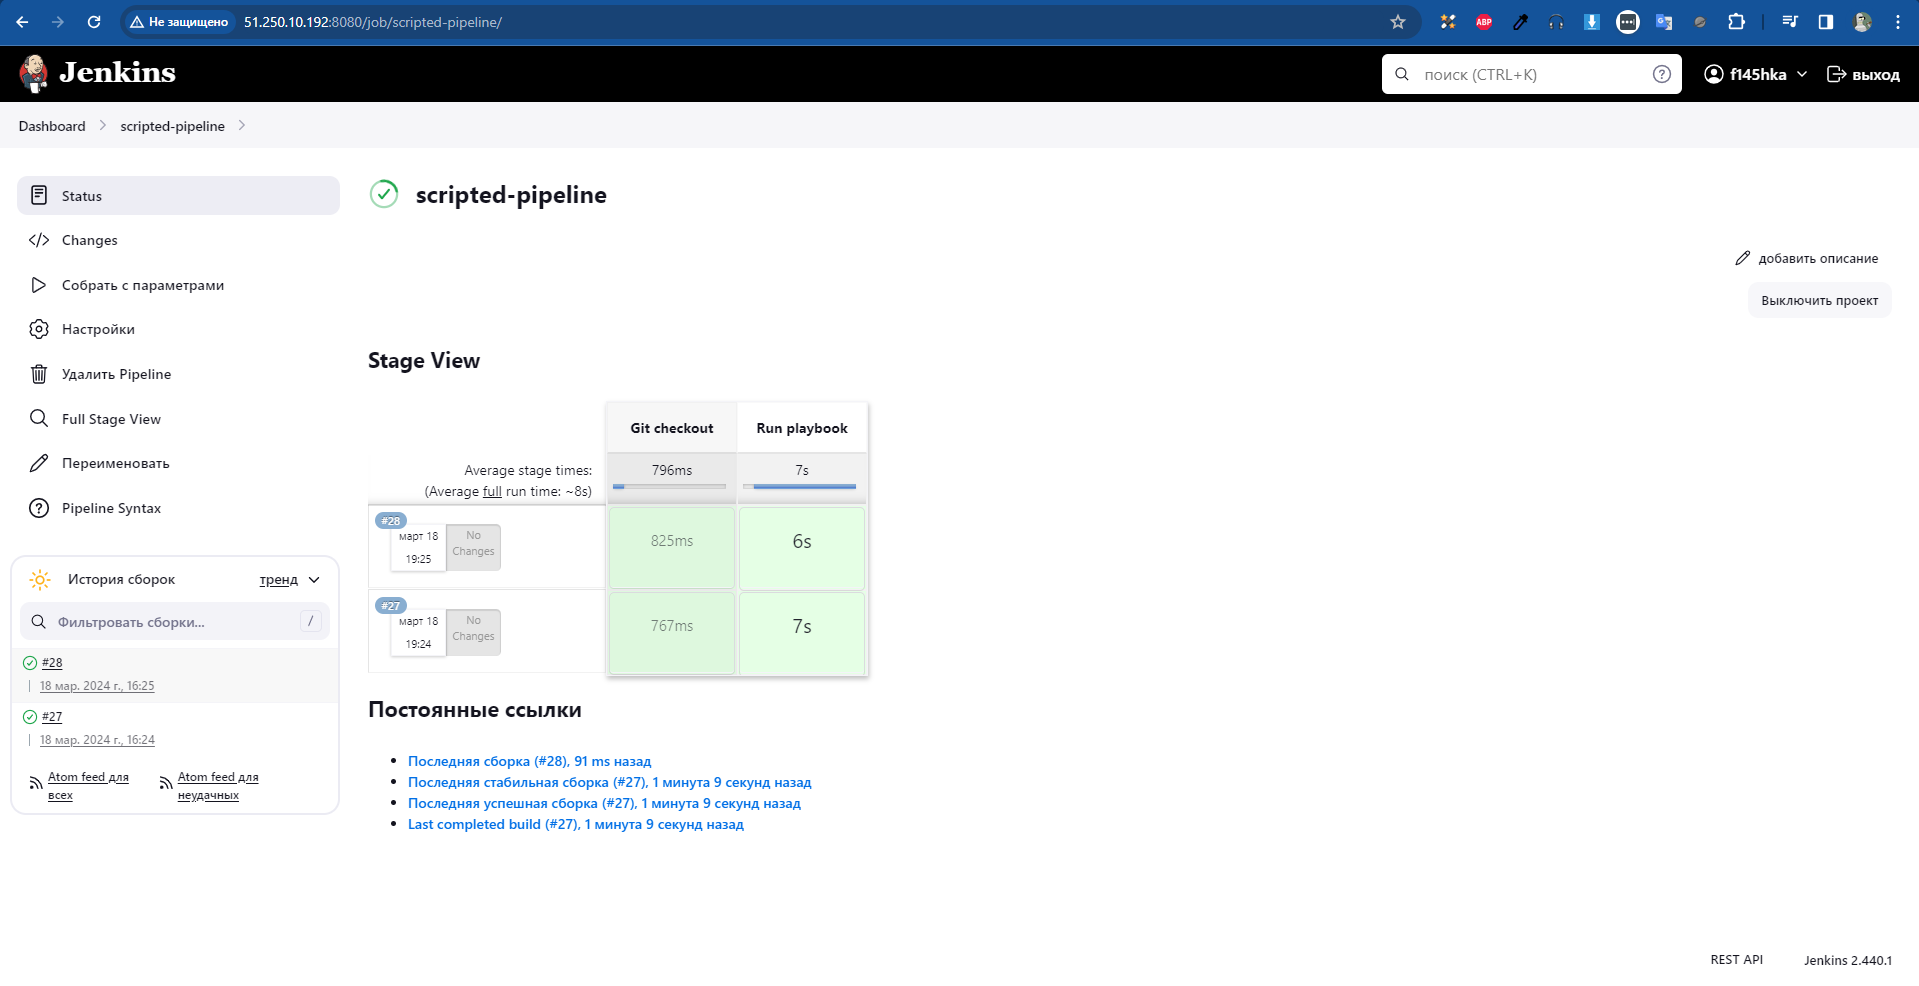 Не защищено 51.250.10.192:8080/job/scripted-pipeline/
ABP
Jenkins
поиск (CTRL+K)
f145hka
выход
Dashboard
scripted-pipeline
Status
Changes
Собрать с параметрами
Настройки
Удалить Pipeline
Full Stage View
Переименовать
Pipeline Syntax
История сборок
тренд
Фильтровать сборки...
/
#28
18 мар. 2024 г., 16:25
#27
18 мар. 2024 г., 16:24
Atom feed для
всех
Atom feed для
неудачных
scripted-pipeline
добавить описание
Выключить проект
Stage View
Git checkout
Run playbook
Average stage times:
(Average full run time: ~8s)
796ms
7s
#28
март 18
19:25
No
Changes
825ms
6s
#27
март 18
19:24
No
Changes
767ms
7s
Постоянные ссылки
Последняя сборка (#28), 91 ms назад
Последняя стабильная сборка (#27), 1 минута 9 секунд назад
Последняя успешная сборка (#27), 1 минута 9 секунд назад
Last completed build (#27), 1 минута 9 секунд назад
REST API
Jenkins 2.440.1